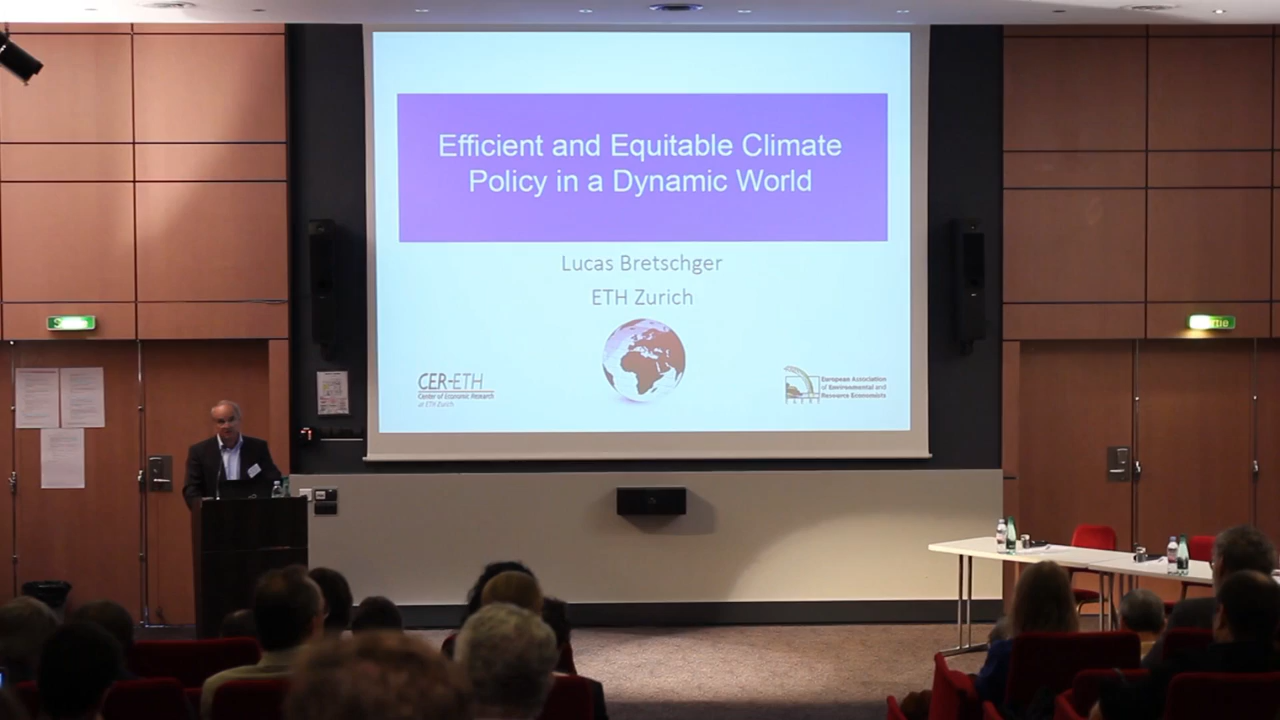 Efficient and Equitable Climate
Policy in a Dynamic World
Lucas Bretschger
ETH Zurich
CER-ETH
Center of Economic Research
at ETH Zurich
European Association
of Environmental and
Resource Economists